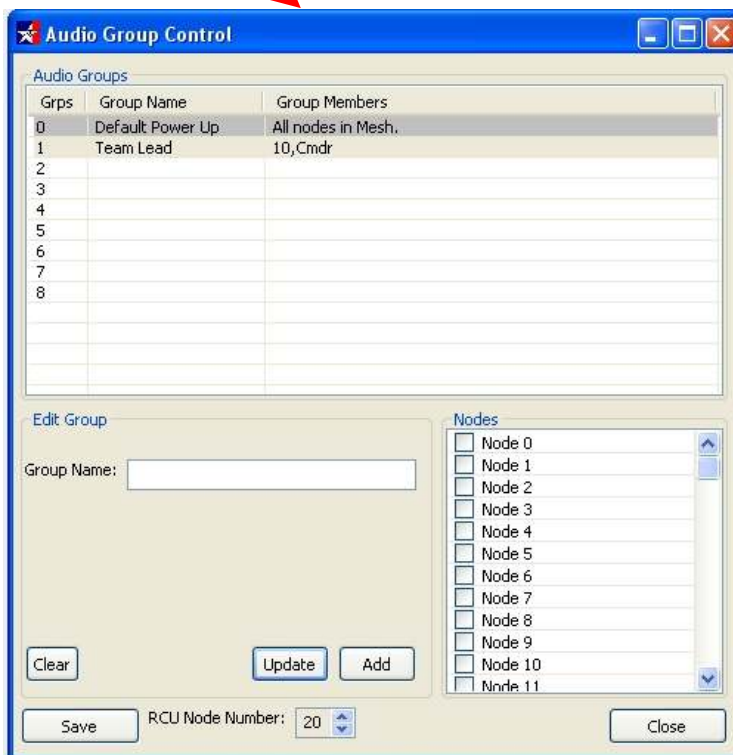 Audio Group Control
Audio Groups
Grps Group Name Group Members
0 Default Power Up All nodes in Mesh.
1 Team Lead 10,Cmdr
2
3
4
5
6
7
8
Edit Group
Group Name:
Clear
Update
Add
Nodes
Node 0
Node 1
Node 2
Node 3
Node 4
Node 5
Node 6
Node 7
Node 8
Node 9
Node 10
Node 11
Save
RCU Node Number: 20
Close